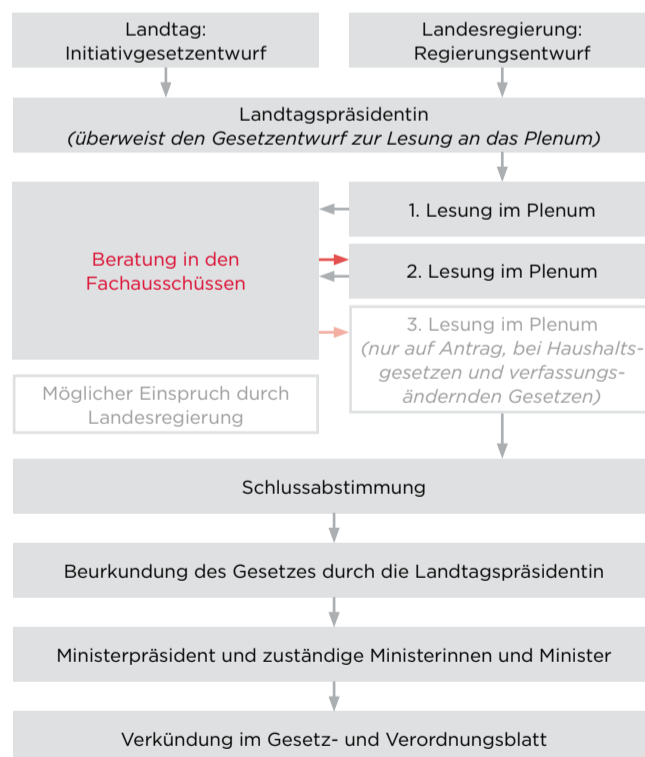 Landtag:
Initiativgesetzentwurf
Landesregierung:
Regierungsentwurf
Landtagspräsidentin
(überweist den Gesetzentwurf zur Lesung an das Plenum)
1. Lesung im Plenum
Beratung in den
Fachausschüssen
2. Lesung im Plenum
3. Lesung im Plenum
(nur auf Antrag, bei Haushalts-
gesetzen und verfassungs-
ändernden Gesetzen)
Möglicher Einspruch durch
Landesregierung
Schlussabstimmung
Beurkundung des Gesetzes durch die Landtagspräsidentin
Ministerpräsident und zuständige Ministerinnen und Minister
Verkündung im Gesetz- und Verordnungsblatt